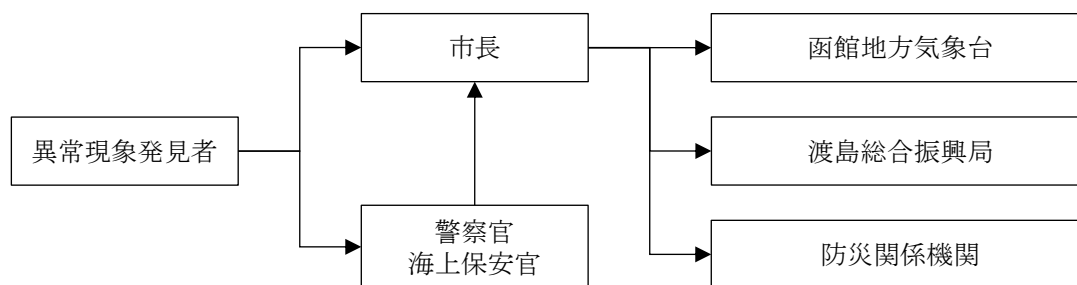 市長
函館地方気象台
異常現象発見者
渡島総合振興局
警察官
海上保安官
防災関係機関